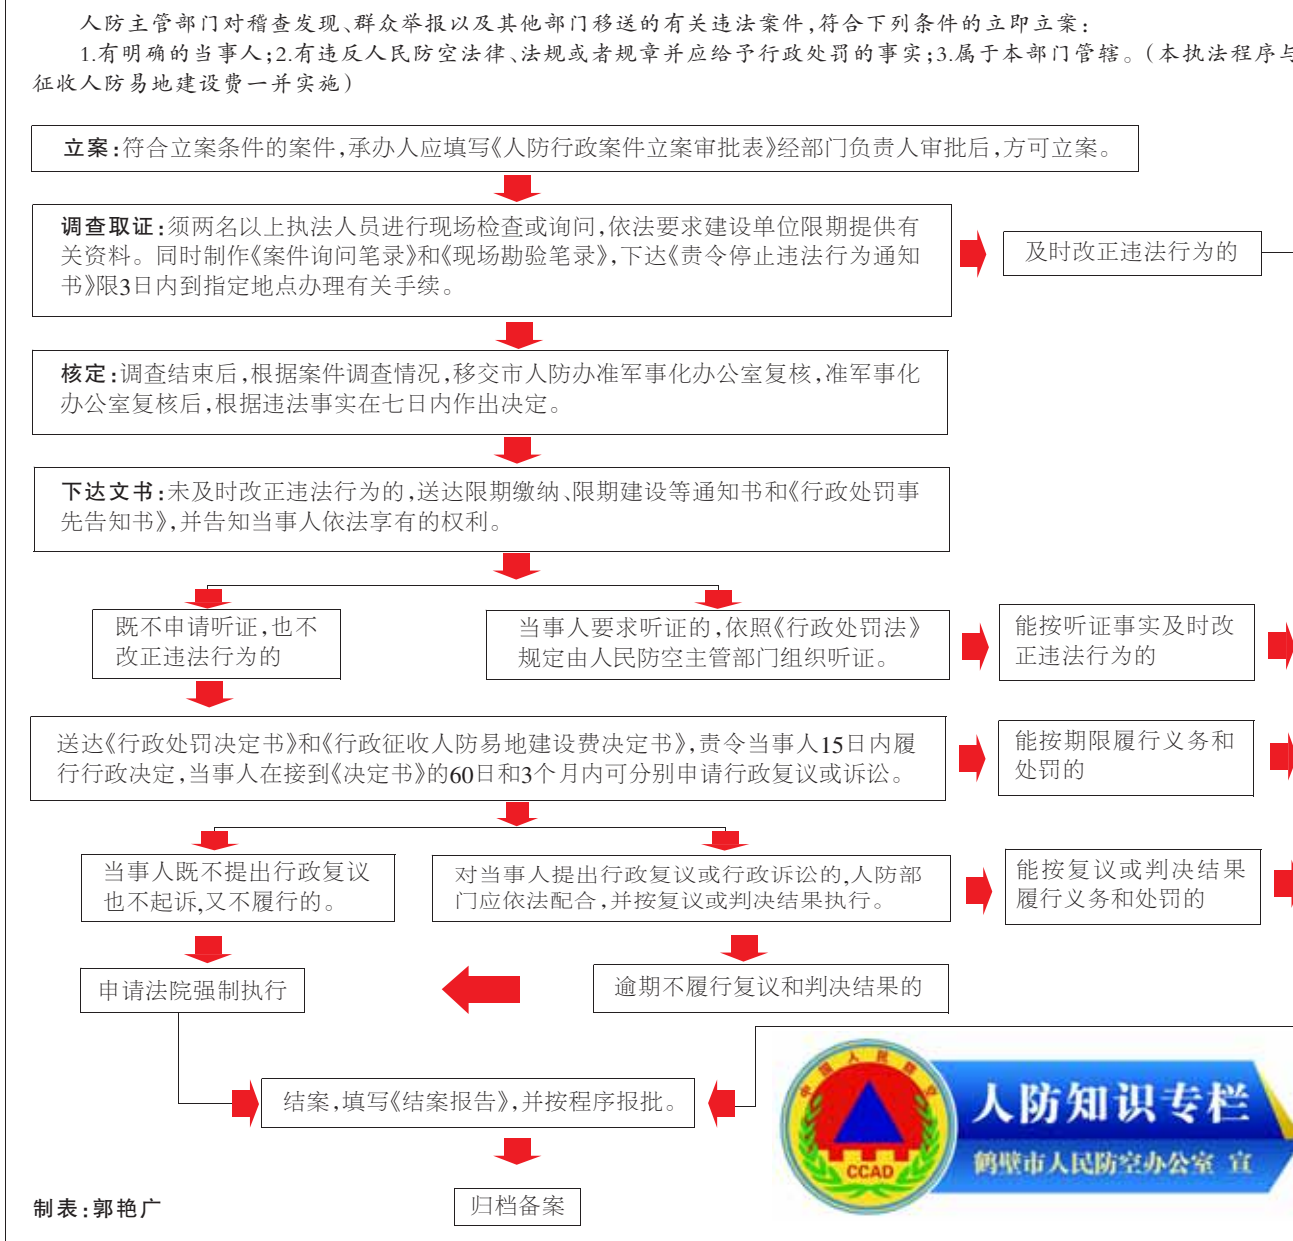 人防主管部门对稽查发现、群众举报以及其他部门移送的有关违法案件,符合下列条件的立即立案:
1.有明确的当事人;2.有违反人民防空法律、法规或者规章并应给予行政处罚的事实;3.属于本部门管辖。(本执法程序与
征收人防易地建设费一并实施)
立案:符合立案条件的案件,承办人应填写《人防行政案件立案审批表》经部门负责人审批后,方可立案。
调查取证:须两名以上执法人员进行现场检查或询问,依法要求建设单位限期提供有
关资料。同时制作《案件询问笔录》和《现场勘验笔录》,下达《责令停止违法行为通知
书》限3日内到指定地点办理有关手续。
及时改正违法行为的
核定:调查结束后,根据案件调查情况,移交市人防办准军事化办公室复核,准军事化
办公室复核后,根据违法事实在七日内作出决定。
下达文书:未及时改正违法行为的,送达限期缴纳、限期建设等通知书和《行政处罚事
先告知书》,并告知当事人依法享有的权利。
既不申请听证,也不
改正违法行为的
当事人要求听证的,依照《行政处罚法》
规定由人民防空主管部门组织听证。
能按听证事实及时改
正违法行为的
送达《行政处罚决定书》和《行政征收人防易地建设费决定书》,责令当事人15日内履
行行政决定,当事人在接到《决定书》的60日和3个月内可分别申请行政复议或诉讼。
能按期限履行义务和
处罚的
当事人既不提出行政复议
也不起诉,又不履行的。
对当事人提出行政复议或行政诉讼的,人防部
门应依法配合,并按复议或判决结果执行。
能按复议或判决结果
履行义务和处罚的
申请法院强制执行
逾期不履行复议和判决结果的
结案,填写《结案报告》,并按程序报批。
中国人民防空
CCAD
人防知识专栏
鹤壁市人民防空办公室 宣
归档备案
制表:郭艳广